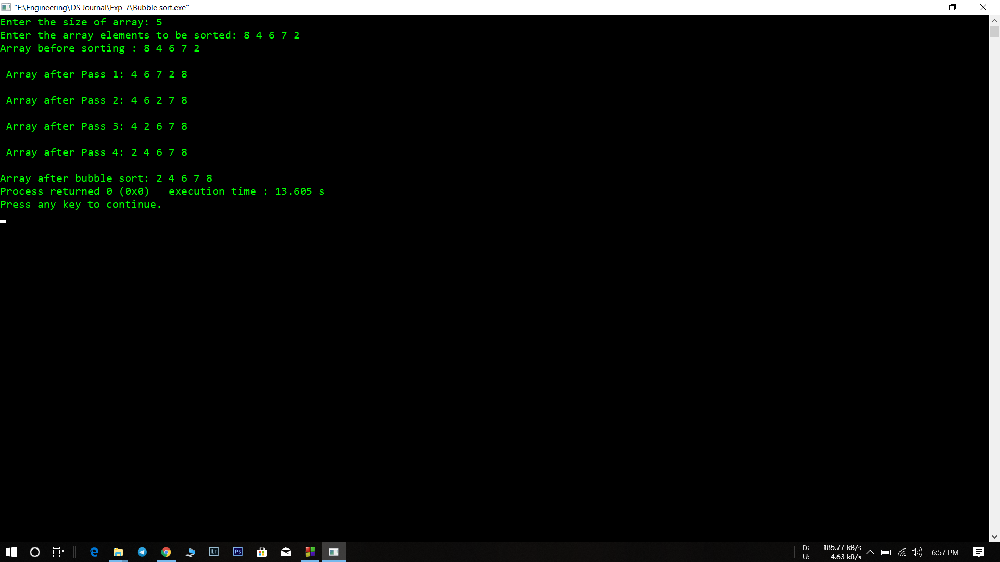 "E:\Engineering\DS Journal\Exp-7\Bubble sort.exe"
Enter the size of array: 5
Enter the array elements to be sorted: 8 4 6 7 2
Array before sorting : 8 4 6 7 2
Array after Pass 1: 4 6 7 2 8
Array after Pass 2: 4 6 2 7 8
Array after Pass 3: 4 2 6 7 8
Array after Pass 4: 2 4 6 7 8
Array after bubble sort: 2 4 6 7 8
Process returned 0 (0x0)   execution time : 13.605 s
Press any key to continue.
Lr Ps
D: 185.77 kB/s
U: 4.63 kB/s
6:57 PM